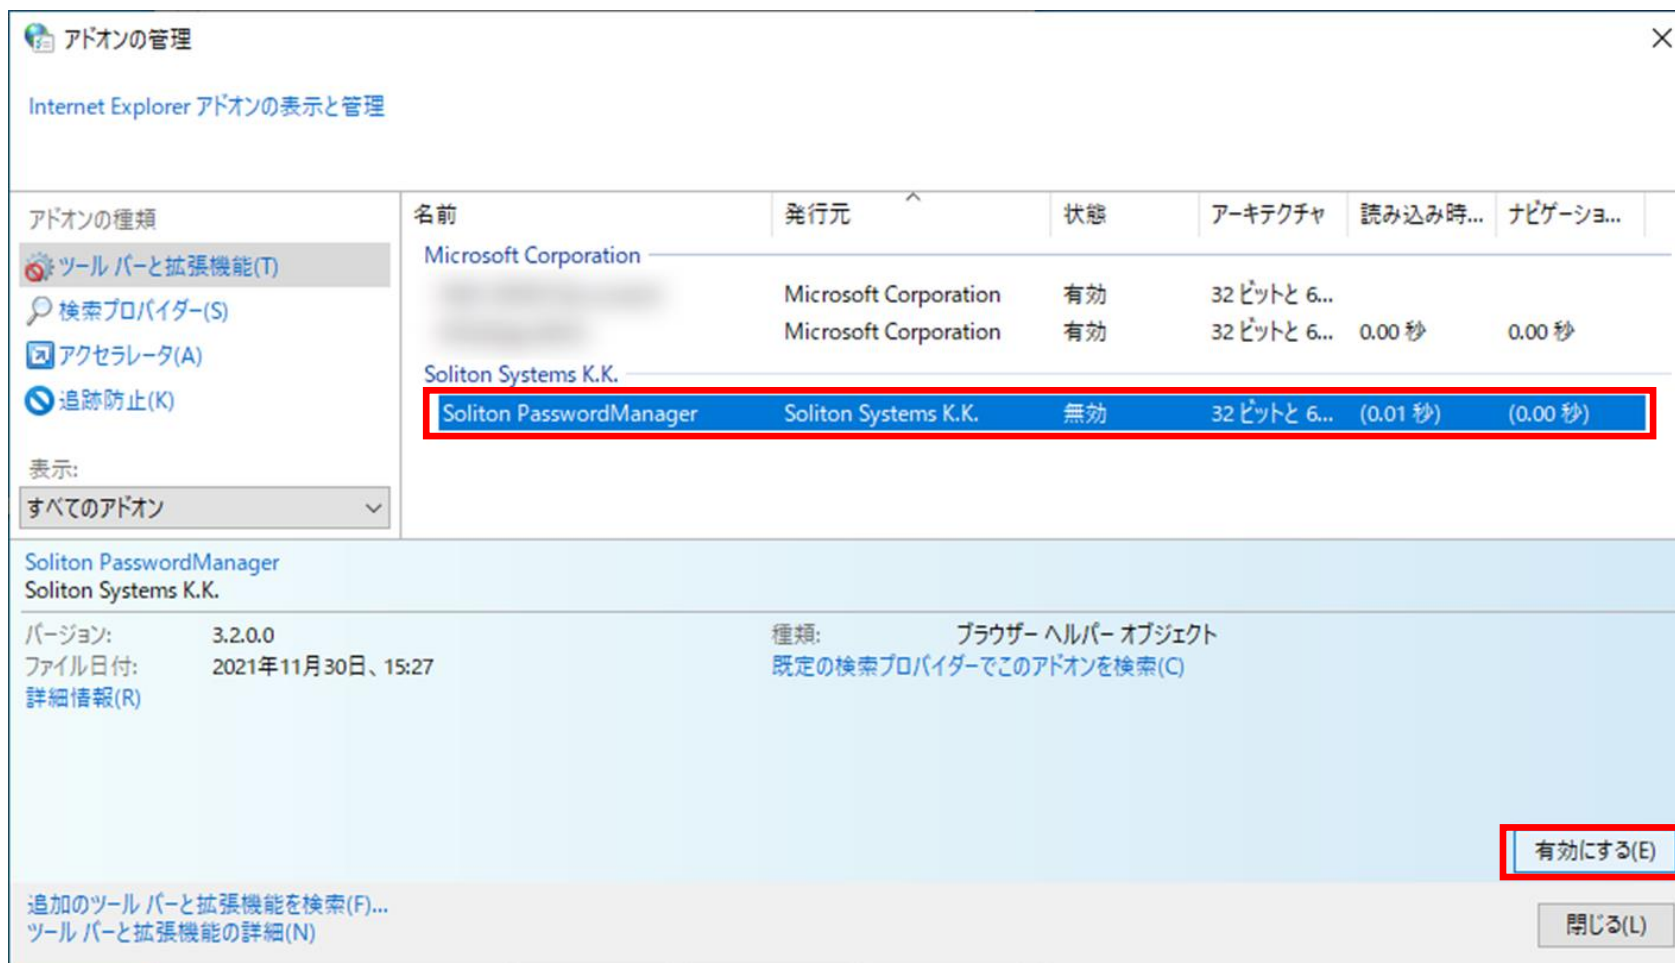 アドオンの管理
Internet Explorer アドオンの表示と管理
アドオンの種類
ツール バーと拡張機能(T)
検索プロバイダー(S)
アクセラレータ(A)
追跡防止(K)
表示:
すべてのアドオン
名前 発行元 状態 アーキテクチャ 読み込み時... ナビゲーショ...
Microsoft Corporation
Microsoft Corporation 有効 32 ビットと 6...
Microsoft Corporation 有効 32 ビットと 6... 0.00 秒 0.00 秒
Soliton Systems K.K.
Soliton PasswordManager Soliton Systems K.K. 無効 32 ビットと 6... (0.01 秒) (0.00 秒)
Soliton PasswordManager
Soliton Systems K.K.
バージョン: 3.2.0.0 種類: ブラウザー ヘルパー オブジェクト
ファイル日付: 2021年11月30日、15:27 既定の検索プロバイダーでこのアドオンを検索(C)
詳細情報(R)
有効にする(E)
追加のツール バーと拡張機能を検索(F)...
ツール バーと拡張機能の詳細(N)
閉じる(L)